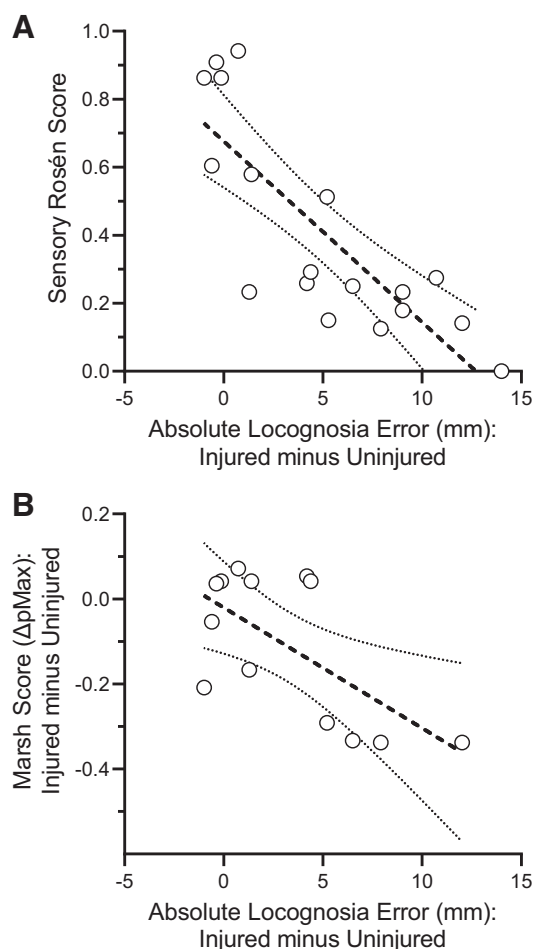 A
Sensory Rosén Score
1.0
0.8
0.6
0.4
0.2
0.0
-5 0 5 10 15
Absolute Locognosia Error (mm):
Injured minus Uninjured
B
Marsh Score (ΔpMax):
Injured minus Uninjured
0.2
0.0
-0.2
-0.4
-5 0 5 10 15
Absolute Locognosia Error (mm):
Injured minus Uninjured